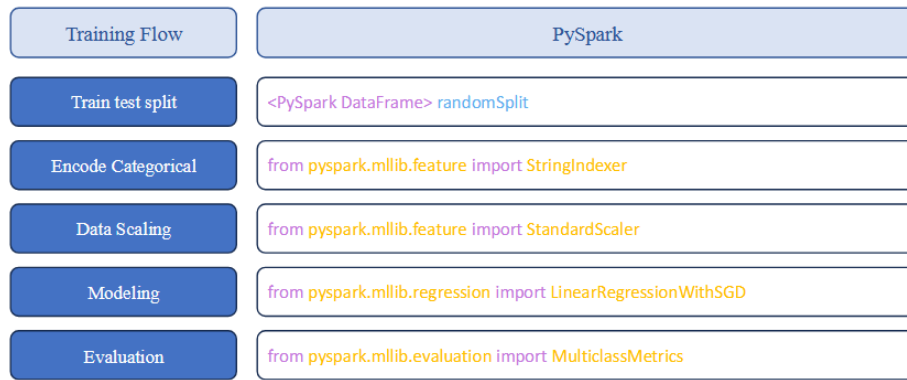 Training Flow
PySpark
Train test split
<PySpark DataFrame> randomSplit
Encode Categorical
from pyspark.mllib.feature import StringIndexer
Data Scaling
from pyspark.mllib.feature import StandardScaler
Modeling
from pyspark.mllib.regression import LinearRegressionWithSGD
Evaluation
from pyspark.mllib.evaluation import MulticlassMetrics